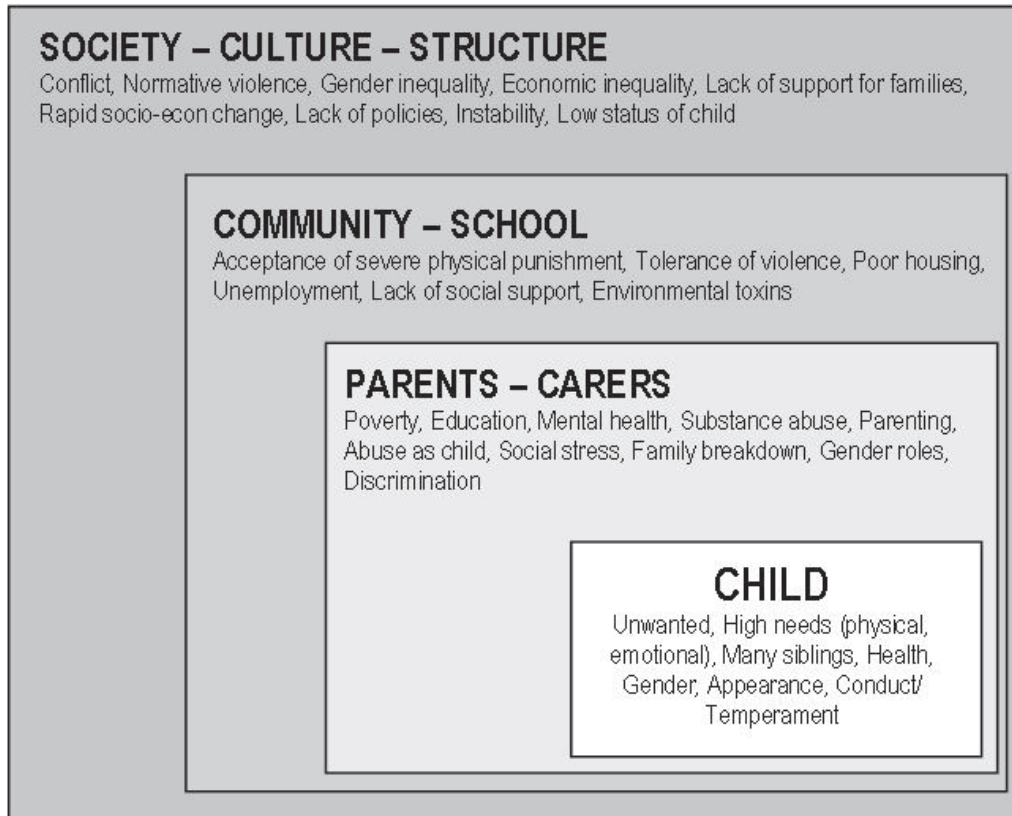 SOCIETY – CULTURE – STRUCTURE
Conflict, Normative violence, Gender inequality, Economic inequality, Lack of support for families,
Rapid socio-econ change, Lack of policies, Instability, Low status of child
COMMUNITY – SCHOOL
Acceptance of severe physical punishment, Tolerance of violence, Poor housing,
Unemployment, Lack of social support, Environmental toxins
PARENTS – CARERS
Poverty, Education, Mental health, Substance abuse, Parenting,
Abuse as child, Social stress, Family breakdown, Gender roles,
Discrimination
CHILD
Unwanted, High needs (physical,
emotional), Many siblings, Health,
Gender, Appearance, Conduct/
Temperament